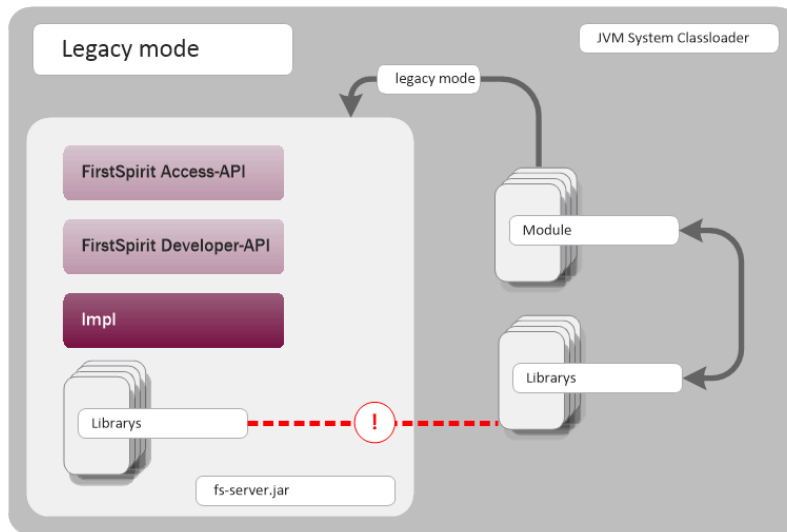 Legacy mode
JVM System Classloader
legacy mode
FirstSpirit Access-API
FirstSpirit Developer-API
Module
Impl
Librarys
Librarys
!
fs-server.jar